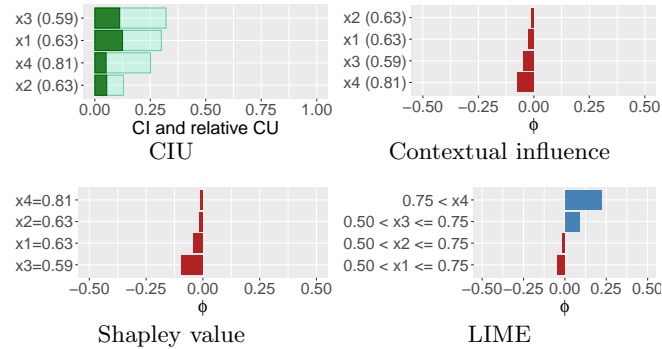 x3 (0.59)
x1 (0.63)
x4 (0.81)
x2 (0.63)
0.00 0.25 0.50 0.75 1.00
CI and relative CU
CIU
x2 (0.63)
x1 (0.63)
x3 (0.59)
x4 (0.81)
−0.50 −0.25 0.00 0.25 0.50
ϕ
Contextual influence
x4=0.81
x2=0.63
x1=0.63
x3=0.59
−0.50 −0.25 0.00 0.25 0.50
ϕ
Shapley value
0.75 < x4
0.50 < x3 <= 0.75
0.50 < x2 <= 0.75
0.50 < x1 <= 0.75
−0.50 −0.25 0.00 0.25 0.50
ϕ
LIME